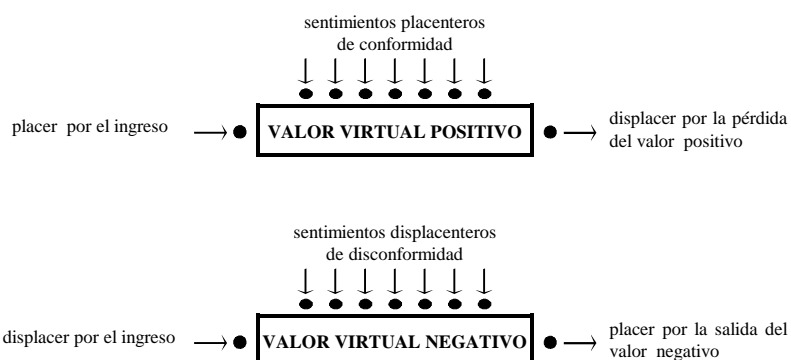 sentimientos placenteros
de conformidad
placer por el ingreso
VALOR VIRTUAL POSITIVO
displacer por la pérdida
del valor positivo
sentimientos displacenteros
de disconformidad
displacer por el ingreso
VALOR VIRTUAL NEGATIVO
placer por la salida del
valor negativo